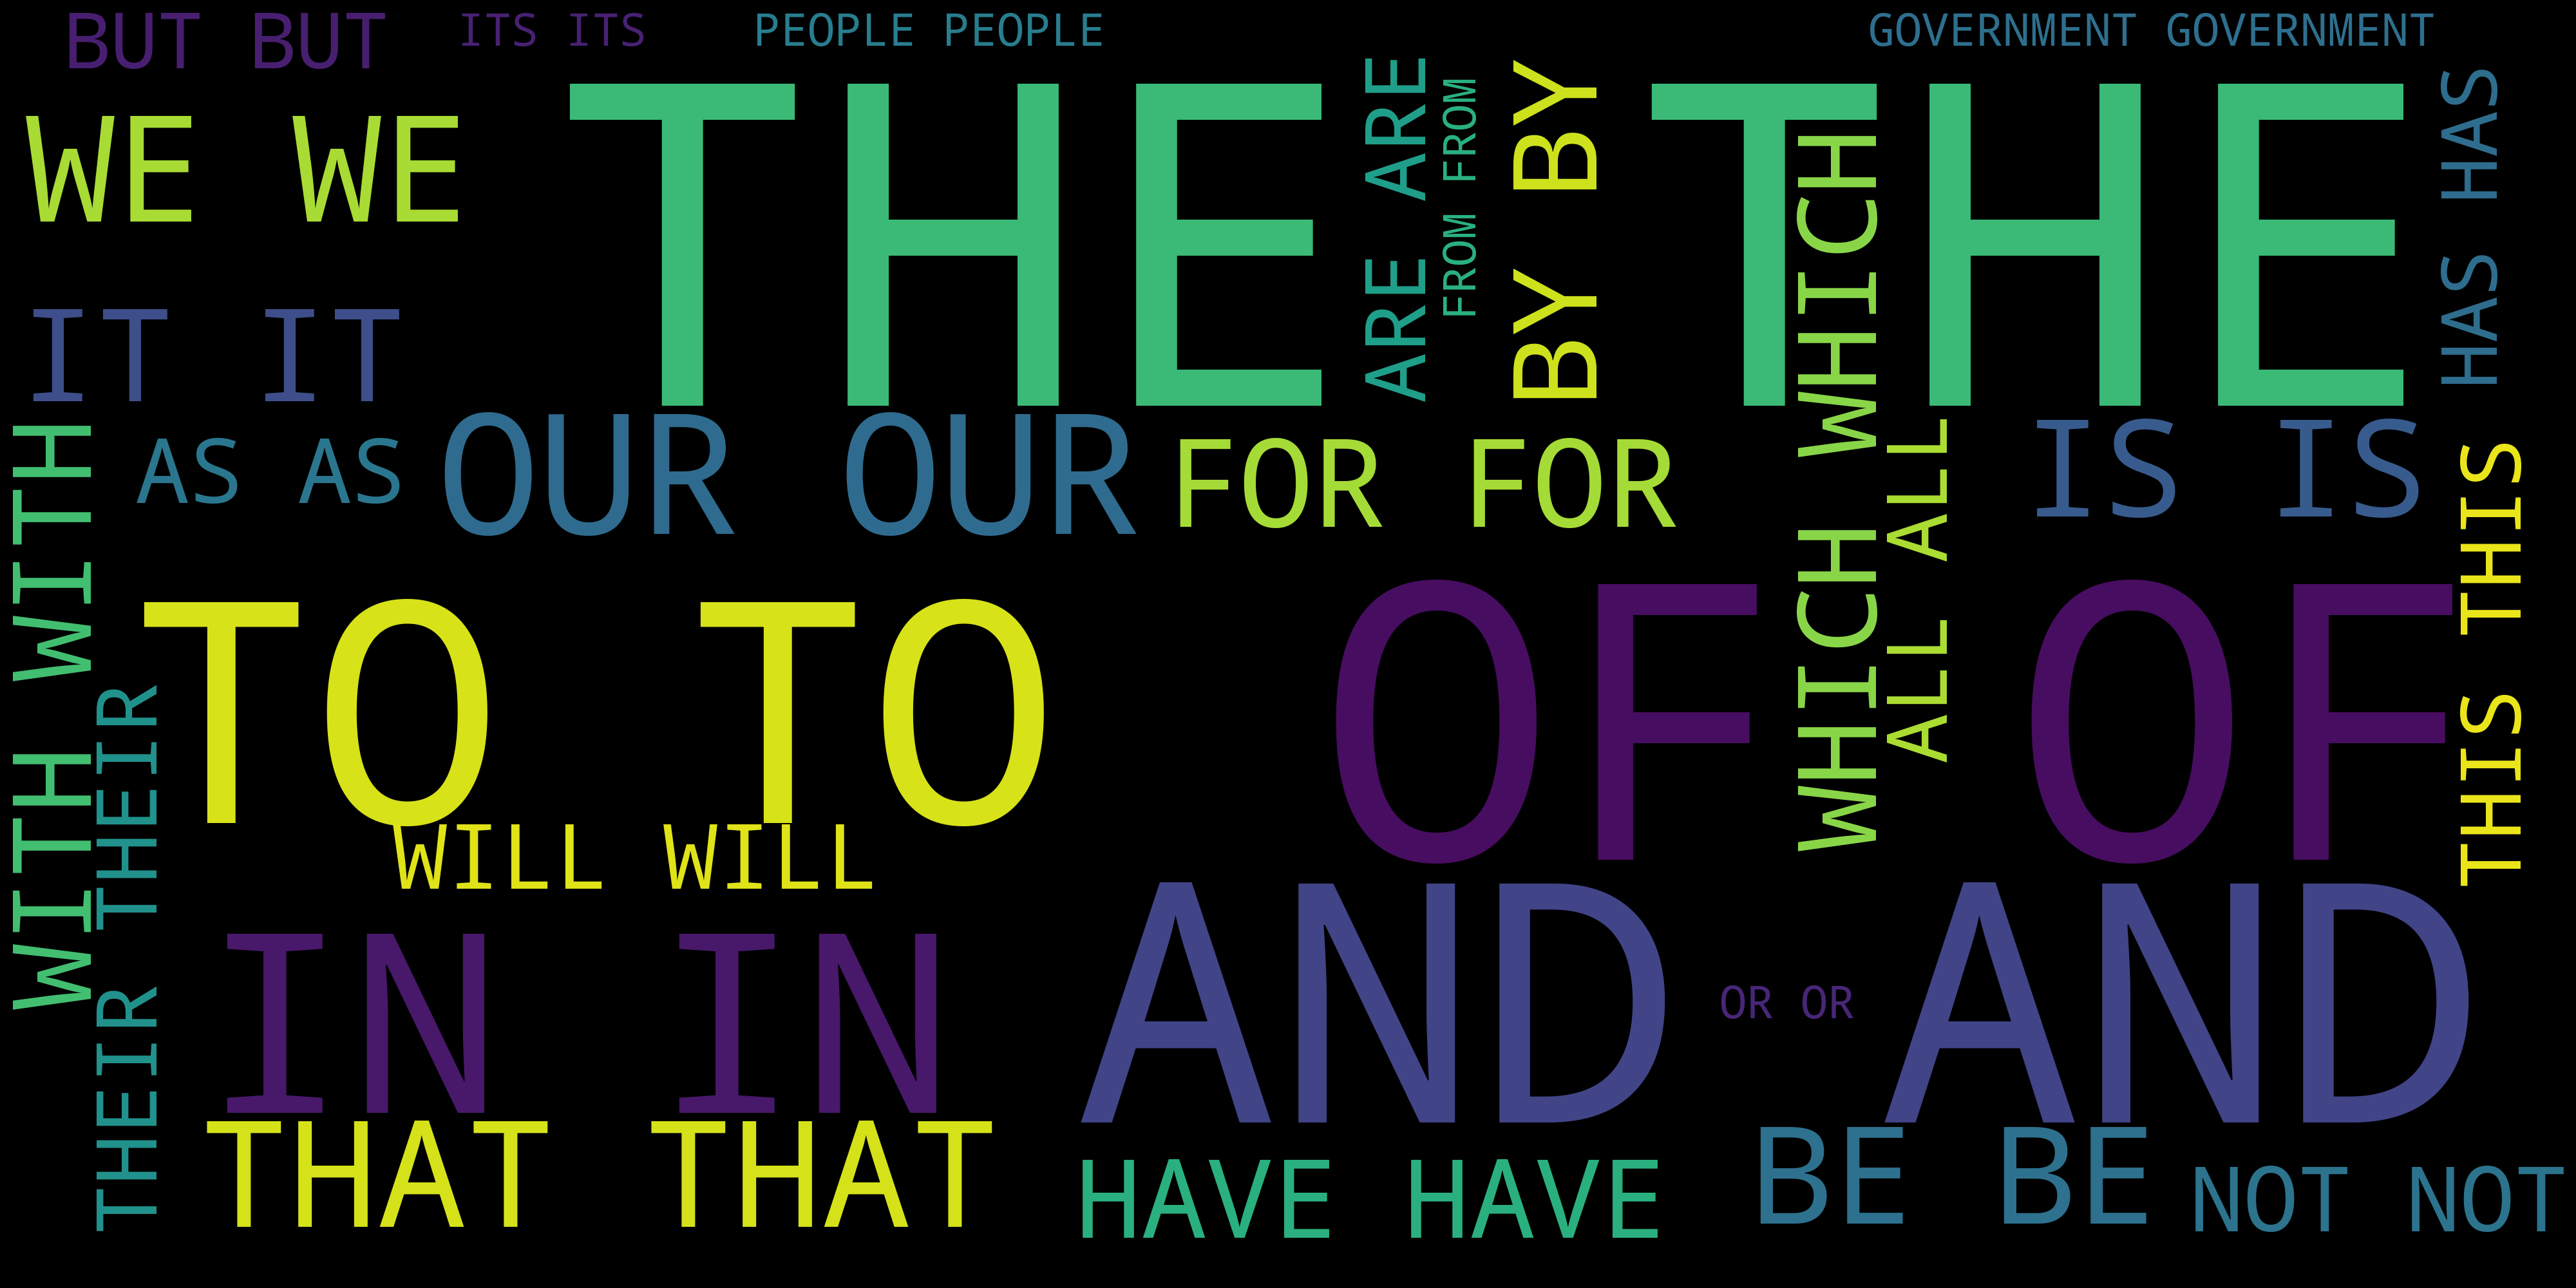 BUT BUT
ITS ITS
PEOPLE PEOPLE
GOVERNMENT GOVERNMENT
WE WE
THE THE
ARE ARE
FROM FROM
BY BY
WHICH WHICH
HAS HAS
IT IT
WITH WITH
AS AS
OUR OUR
FOR FOR
ALL ALL
IS IS
THIS THIS
TO TO
OF OF
THEIR THEIR
WILL WILL
IN IN
AND AND
OR OR
THAT THAT
HAVE HAVE
BE BE
NOT NOT